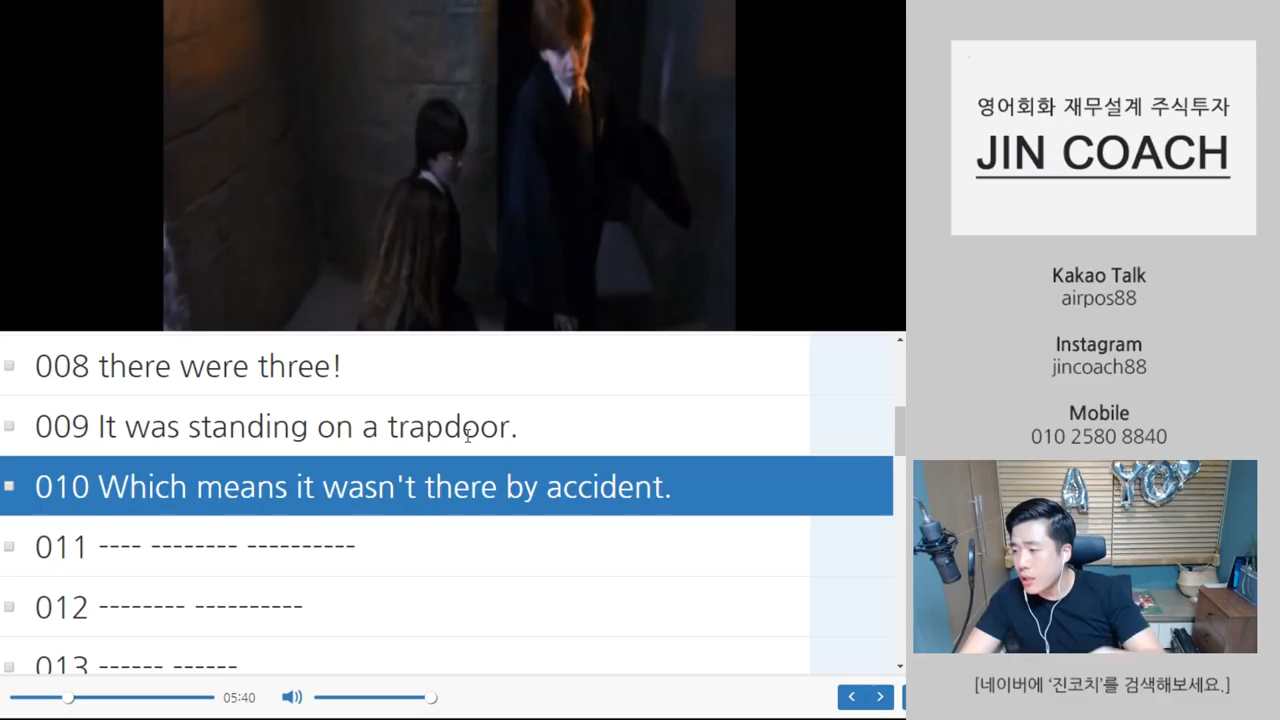 영어회화 재무설계 주식투자
JIN COACH
Kakao Talk
airpos88
Instagram
jincoach88
Mobile
010 2580 8840
A YO!
[네이버에 '진코치'를 검색해보세요.]
008 there were three!
009 It was standing on a trapdoor.
010 Which means it wasn't there by accident.
011 ---- -------- ----------
012 -------- ----------
013 ------ ------
05:40